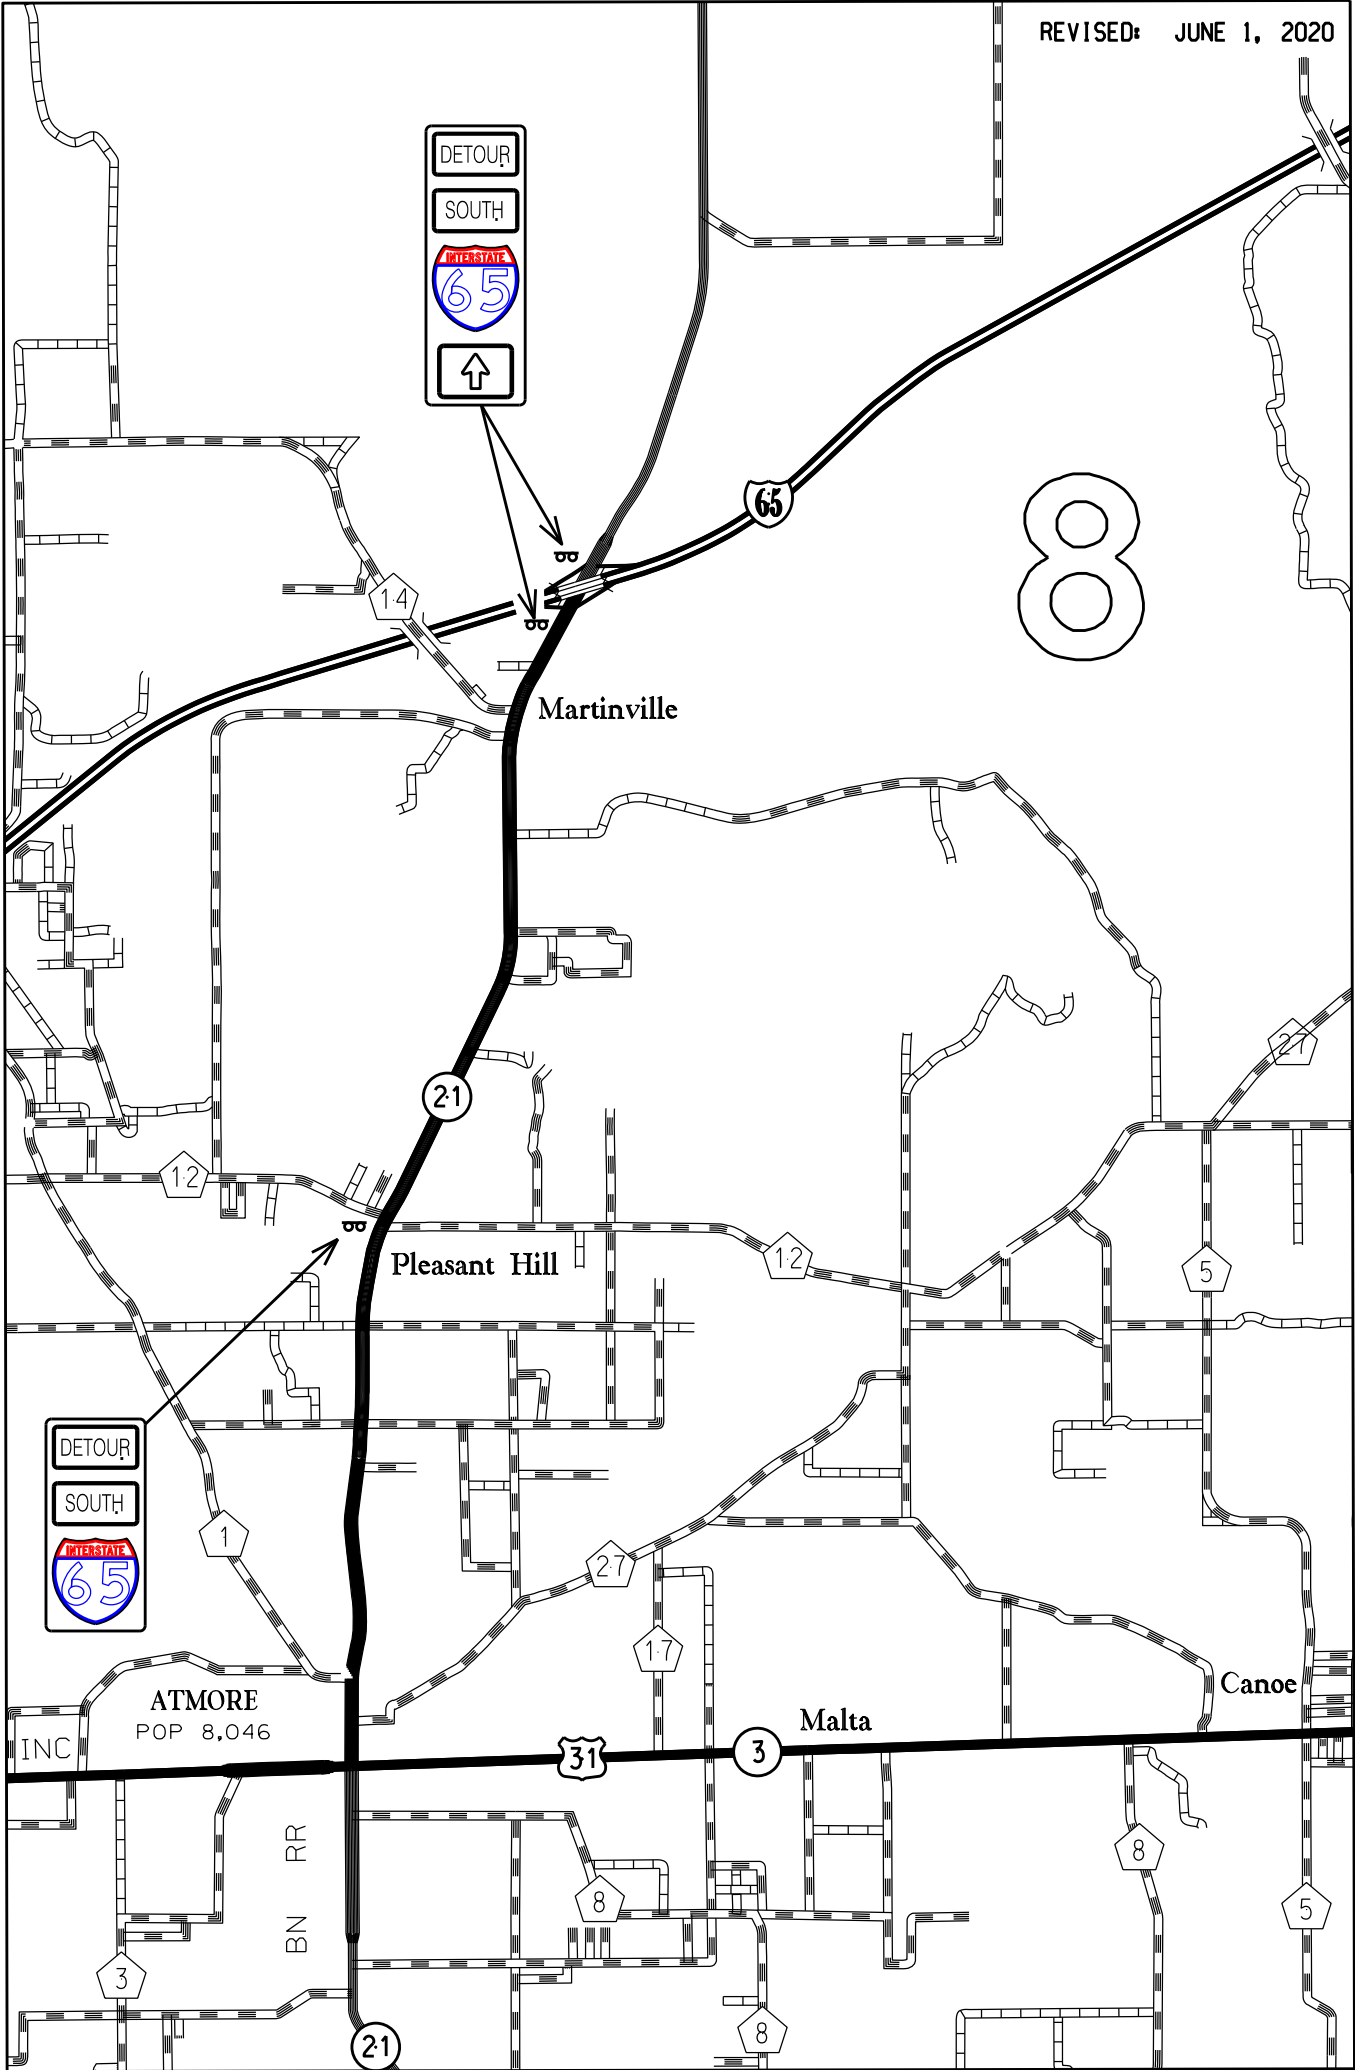 REVISED: JUNE 1, 2020
DETOUR
SOUTH
INTERSTATE
65
65
8
14
Martinville
27
21
12
Pleasant Hill
12
5
DETOUR
SOUTH
INTERSTATE
65
1
27
17
Canoe
ATMORE
POP 8,046
Malta
INC
31
3
RR
BN
8
8
5
3
8
21